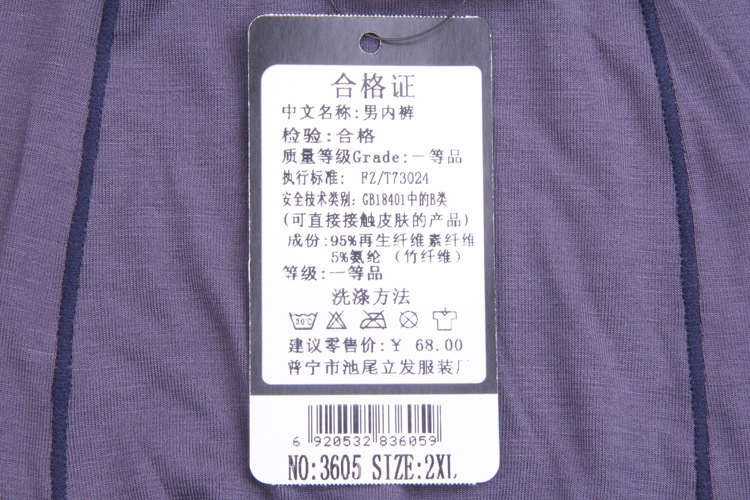 合格证
中文名称:男内裤
检验:合格
质量等级Grade:一等品
执行标准: FZ/T73024
安全技术类别: GB18401中的B类
(可直接接触皮肤的产品)
成份:95%再生纤维素纤维
5%氨纶 (竹纤维)
等级:一等品
洗涤方法
30℃
建议零售价:¥ 68.00
普宁市池尾立发服装厂
6 920532 836059
NO:3605 SIZE:2XL